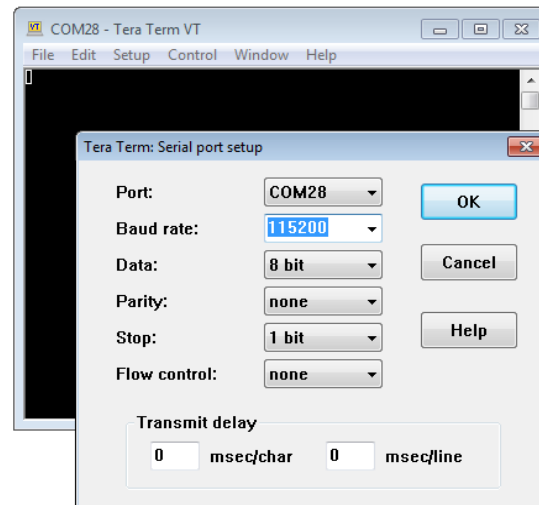 VT COM28 - Tera Term VT
File Edit Setup Control Window Help
Tera Term: Serial port setup
Port: COM28 OK
Baud rate: 115200
Data: 8 bit Cancel
Parity: none
Stop: 1 bit Help
Flow control: none
Transmit delay
0 msec/char 0 msec/line